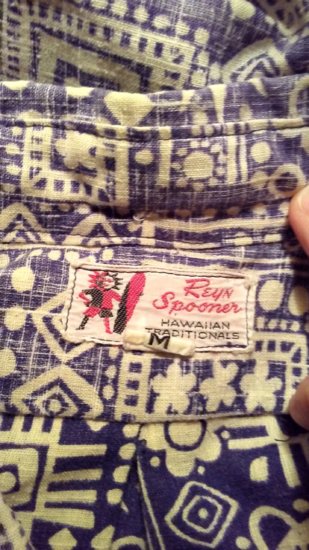 Reyn
Spooner
HAWAIIAN
TRADITIONALS
M